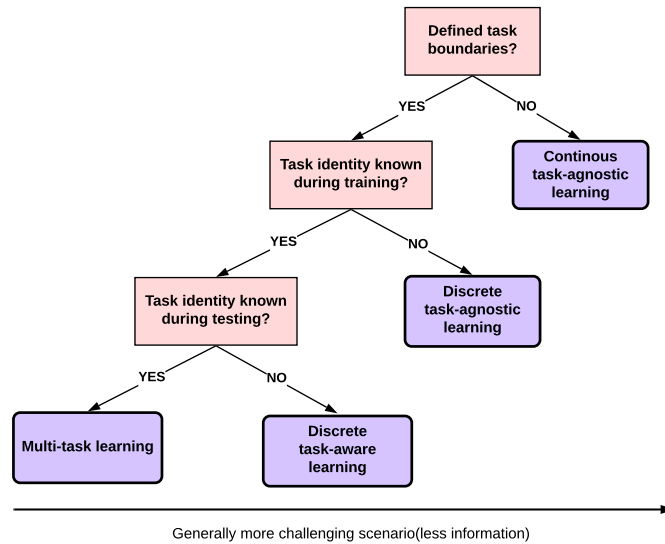 Defined task
boundaries?
YES
NO
Task identity known
during training?
Continous
task-agnostic
learning
YES
NO
Task identity known
during testing?
Discrete
task-agnostic
learning
YES
NO
Multi-task learning
Discrete
task-aware
learning
Generally more challenging scenario(less information)